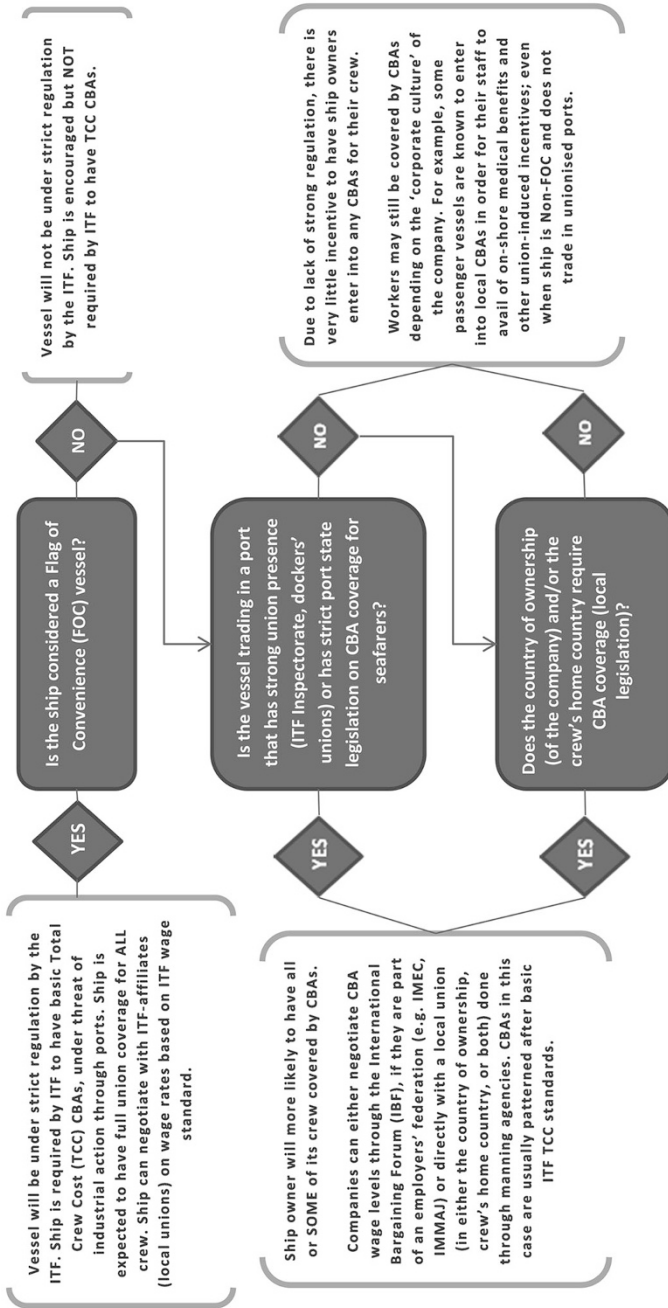 Is the ship considered a Flag of
Convenience (FOC) vessel?
YES
NO
Vessel will be under strict regulation by the
ITF. Ship is required by ITF to have basic Total
Crew Cost (TCC) CBAs, under threat of
industrial action through ports. Ship is
expected to have full union coverage for ALL
crew. Ship can negotiate with ITF-affiliates
(local unions) on wage rates based on ITF wage
standard.
Vessel will not be under strict regulation
by the ITF. Ship is encouraged but NOT
required by ITF to have TCC CBAs.
Is the vessel trading in a port
that has strong union presence
(ITF Inspectorate, dockers'
unions) or has strict port state
legislation on CBA coverage for
seafarers?
YES
NO
Ship owner will more likely to have all
or SOME of its crew covered by CBAs.
Companies can either negotiate CBA
wage levels through the International
Bargaining Forum (IBF), if they are part
of an employers' federation (e.g. IMEC,
IMMAJ) or directly with a local union
(in either the country of ownership,
crew's home country, or both) done
through manning agencies. CBAs in this
case are usually patterned after basic
ITF TCC standards.
Due to lack of strong regulation, there is
very little incentive to have ship owners
enter into any CBAs for their crew.
Workers may still be covered by CBAs
depending on the 'corporate culture' of
the company. For example, some
passenger vessels are known to enter
into local CBAs in order for their staff to
avail of on-shore medical benefits and
other union-induced incentives; even
when ship is Non-FOC and does not
trade in unionised ports.
Does the country of ownership
(of the company) and/or the
crew's home country require
CBA coverage (local
legislation)?
YES
NO